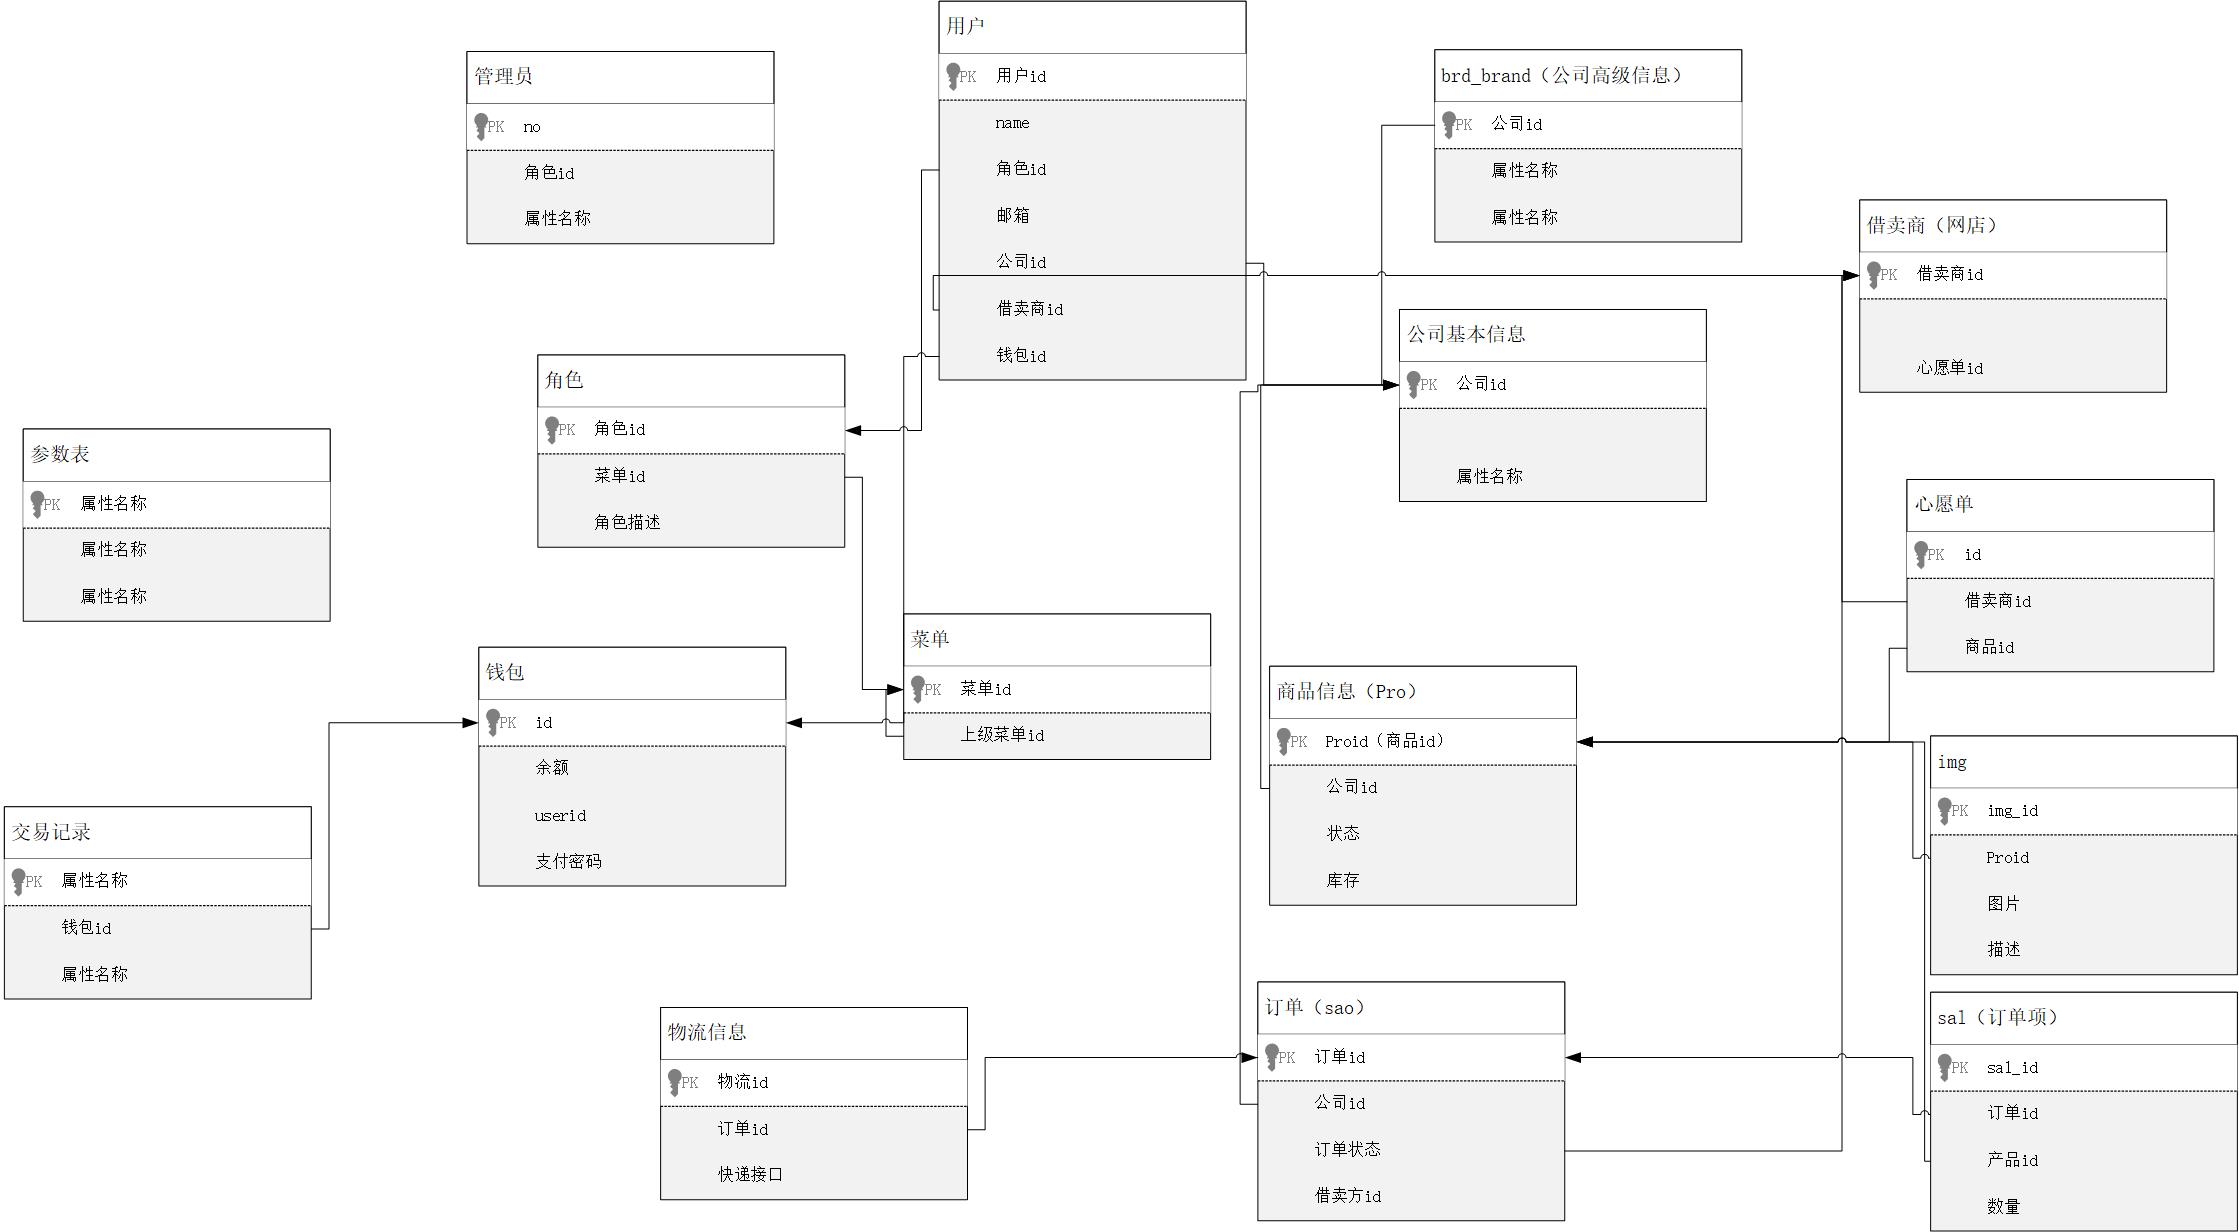 用户
PK 用户id
name
角色id
邮箱
公司id
借卖商id
钱包id
管理员
PK no
角色id
属性名称
brd_brand（公司高级信息）
PK 公司id
属性名称
属性名称
借卖商（网店）
PK 借卖商id
心愿单id
公司基本信息
PK 公司id
属性名称
角色
PK 角色id
菜单id
角色描述
参数表
PK 属性名称
属性名称
属性名称
心愿单
PK id
借卖商id
商品id
菜单
PK 菜单id
上级菜单id
钱包
PK id
余额
userid
支付密码
商品信息（Pro）
PK Proid（商品id）
公司id
状态
库存
img
PK img_id
Proid
图片
描述
交易记录
PK 属性名称
钱包id
属性名称
订单（sao）
PK 订单id
公司id
订单状态
借卖方id
sal（订单项）
PK sal_id
订单id
产品id
数量
物流信息
PK 物流id
订单id
快递接口